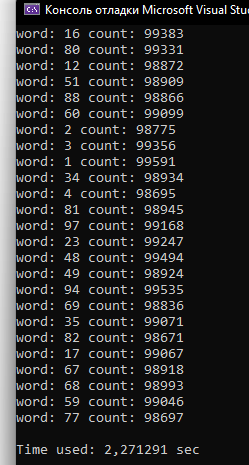 Консоль отладки Microsoft Visual Stu
word: 16 count: 99383
word: 80 count: 99331
word: 12 count: 98872
word: 51 count: 98909
word: 88 count: 98866
word: 60 count: 99099
word: 2 count: 98775
word: 3 count: 99356
word: 1 count: 99591
word: 34 count: 98934
word: 4 count: 98695
word: 81 count: 98945
word: 97 count: 99168
word: 23 count: 99247
word: 48 count: 99494
word: 49 count: 98924
word: 94 count: 99535
word: 69 count: 98836
word: 35 count: 99071
word: 82 count: 98671
word: 17 count: 99067
word: 67 count: 98918
word: 68 count: 98993
word: 59 count: 99046
word: 77 count: 98697
Time used: 2,271291 sec